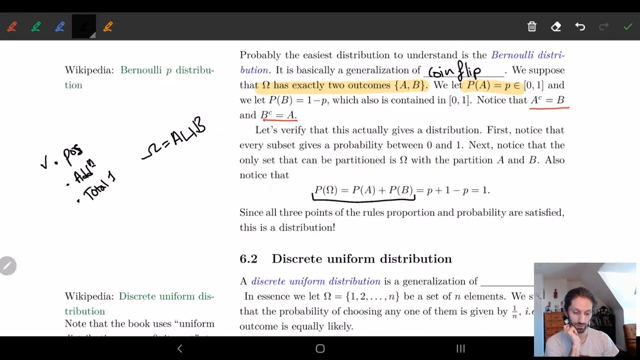 Probably the easiest distribution to understand is the Bernoulli distri-
bution. It is basically a generalization of coin flip. We suppose
that Ω has exactly two outcomes {A, B}. We let P(A) = p ∈ [0, 1] and
we let P(B) = 1−p, which also is contained in [0, 1]. Notice that Aᶜ = B
and Bᶜ = A.
Wikipedia: Bernoulli p distribu-
tion
✓ • pos
• Add
• Total 1
Ω = A⊔B
Let's verify that this actually gives a distribution. First, notice that
every subset gives a probability between 0 and 1. Next, notice that the
only set that can be partitioned is Ω with the partition A and B. Also
notice that
P(Ω) = P(A) + P(B) = p + 1 − p = 1.
Since all three points of the rules proportion and probability are satisfied,
this is a distribution!
6.2 Discrete uniform distribution
A discrete uniform distribution is a generalization of
In essence we let Ω = {1, 2, . . . , n} be a set of n elements. We
that the probability of choosing any one of them is given by 1/n, i.e
outcome is equally likely.
Wikipedia: Discrete uniform dis-
tribution
Note that the book uses "uniform